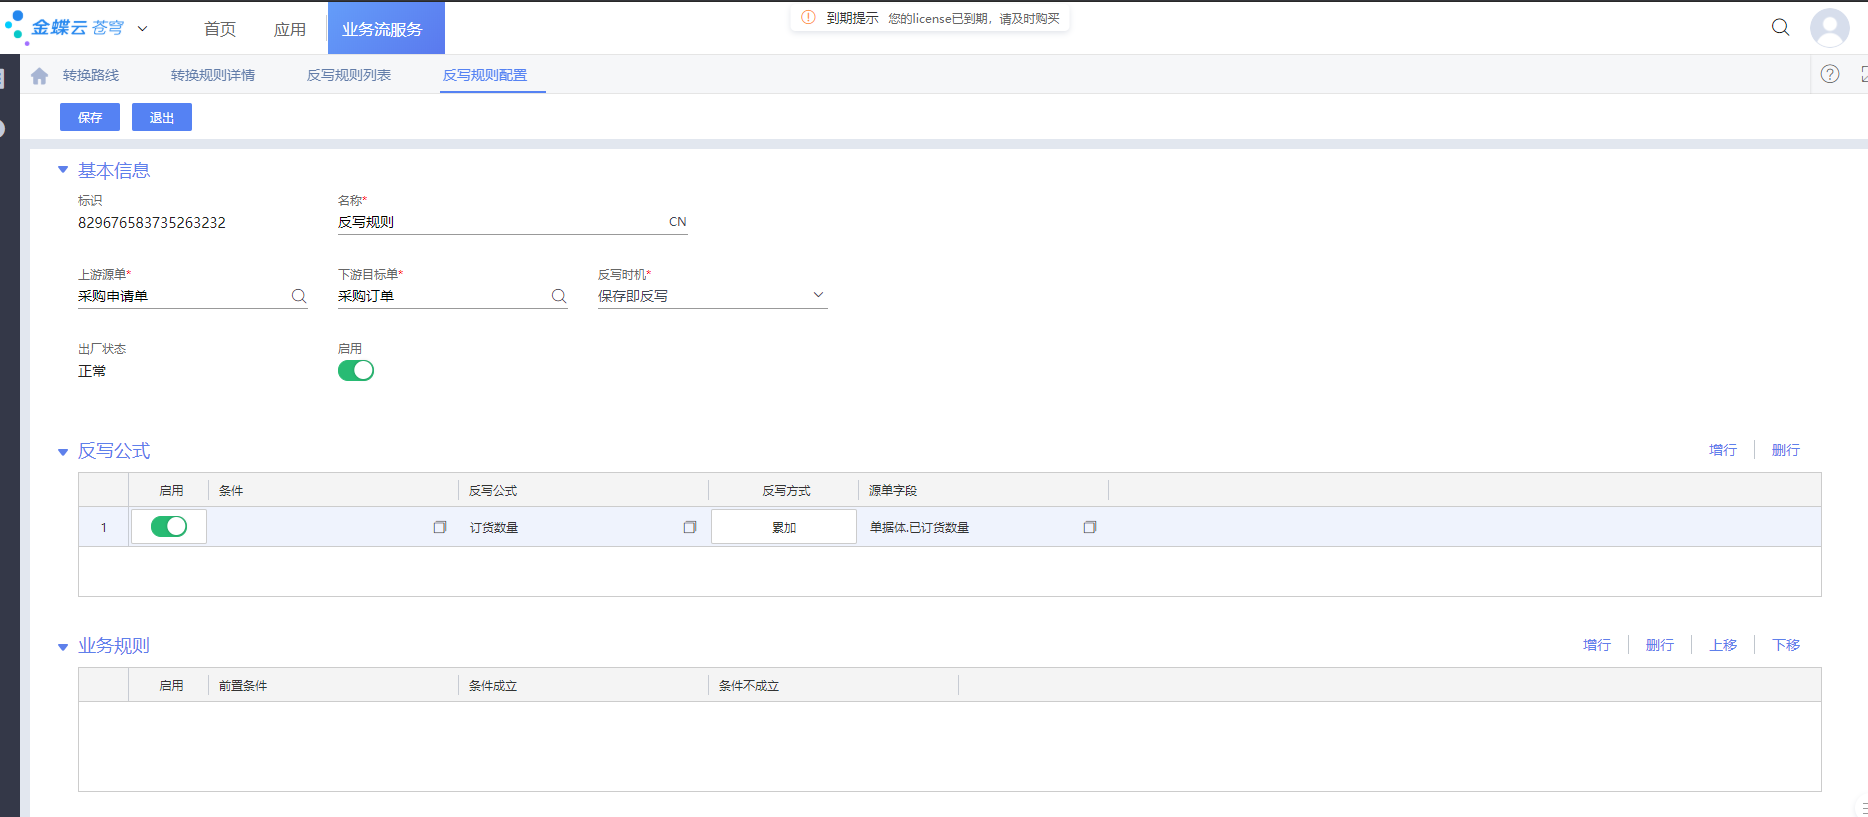 金蝶云 苍穹 首页 应用 业务流服务 到期提示 您的license已到期，请及时购买
转换路线 转换规则详情 反写规则列表 反写规则配置
保存 退出
基本信息
标识 名称*
829676583735263232 反写规则 CN
上游源单* 下游目标单* 反写时机*
采购申请单 采购订单 保存即反写
出厂状态 启用
正常
反写公式 增行 删行
启用 条件 反写公式 反写方式 源单字段
1 订货数量 累加 单据体.已订货数量
业务规则 增行 删行 上移 下移
启用 前置条件 条件成立 条件不成立